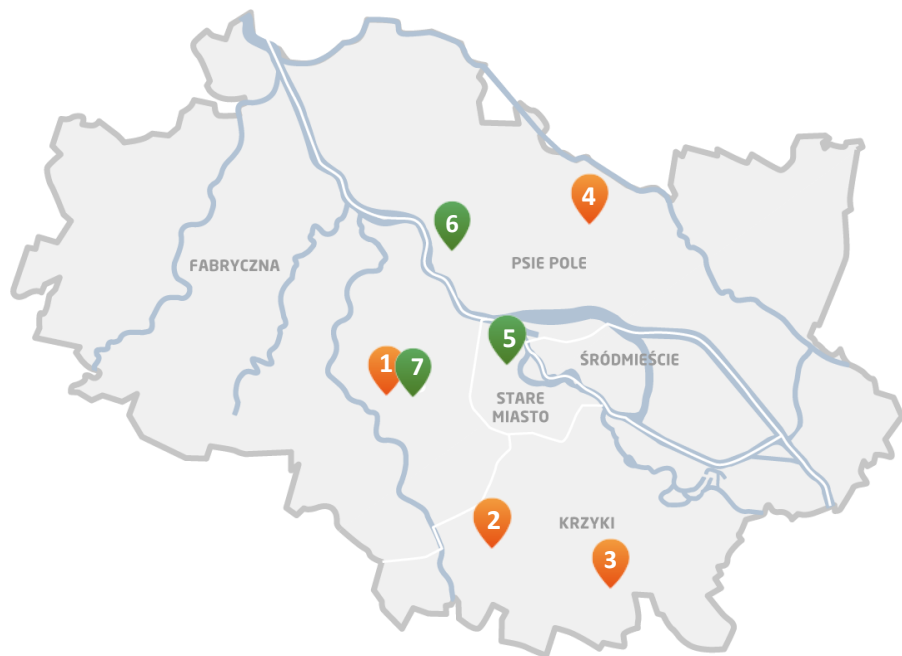 4
6
PSIE POLE
FABRYCZNA
5
ŚRÓDMIEŚCIE
1
7
STARE
MIASTO
2
KRZYKI
3